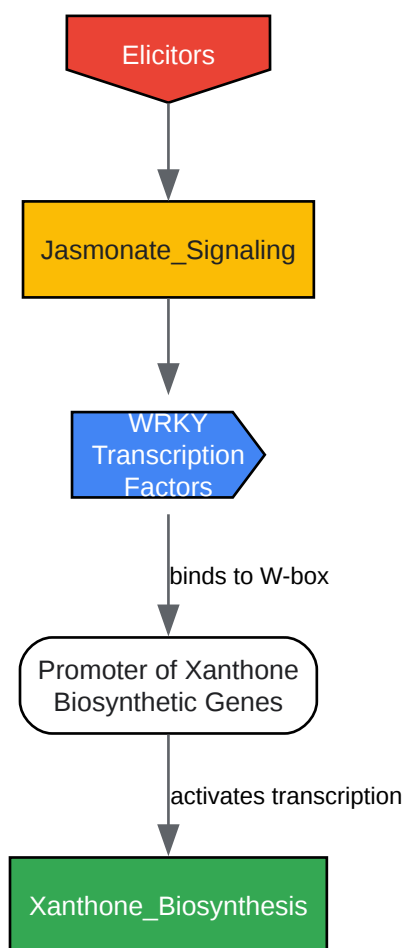 Elicitors
Jasmonate_Signaling
WRKY
Transcription
Factors
binds to W-box
Promoter of Xanthone
Biosynthetic Genes
activates transcription
Xanthone_Biosynthesis